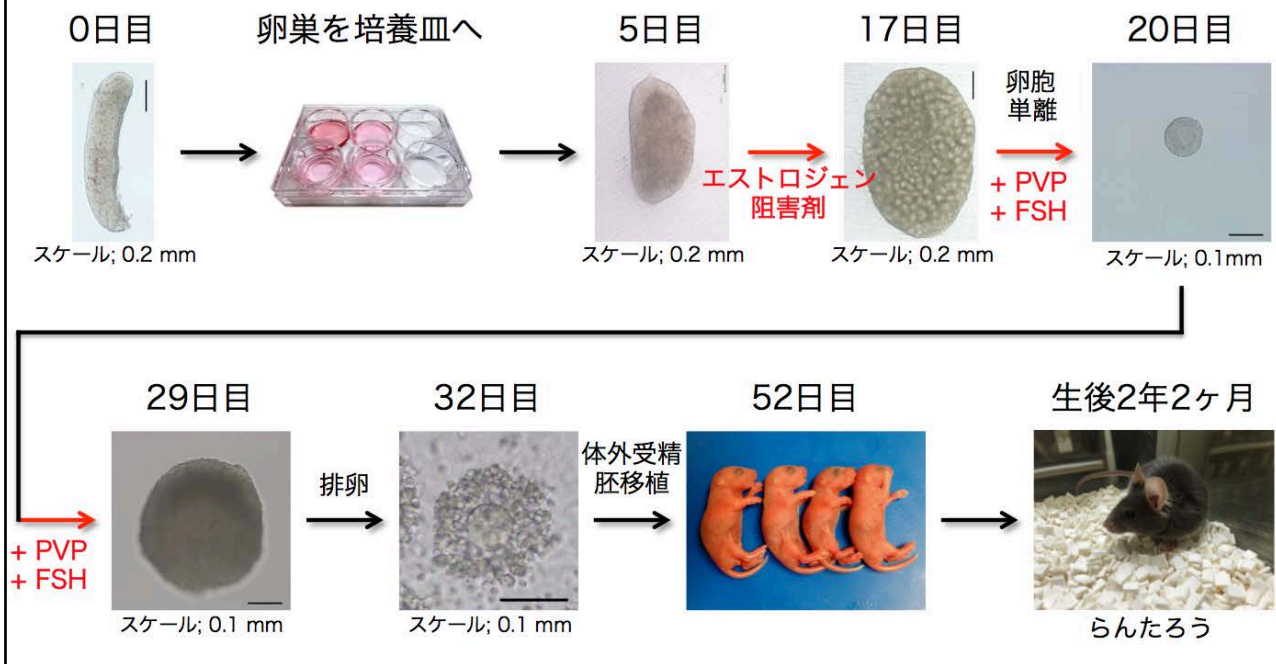 0日目
卵巣を培養皿へ
5日目
17日目
20日目
卵胞
単離
エストロジェン
阻害剤
+ PVP
+ FSH
スケール; 0.2 mm
スケール; 0.2 mm
スケール; 0.2 mm
スケール; 0.1mm
29日目
32日目
52日目
生後2年2ヶ月
排卵
体外受精
胚移植
+ PVP
+ FSH
スケール; 0.1 mm
スケール; 0.1 mm
らんたろう